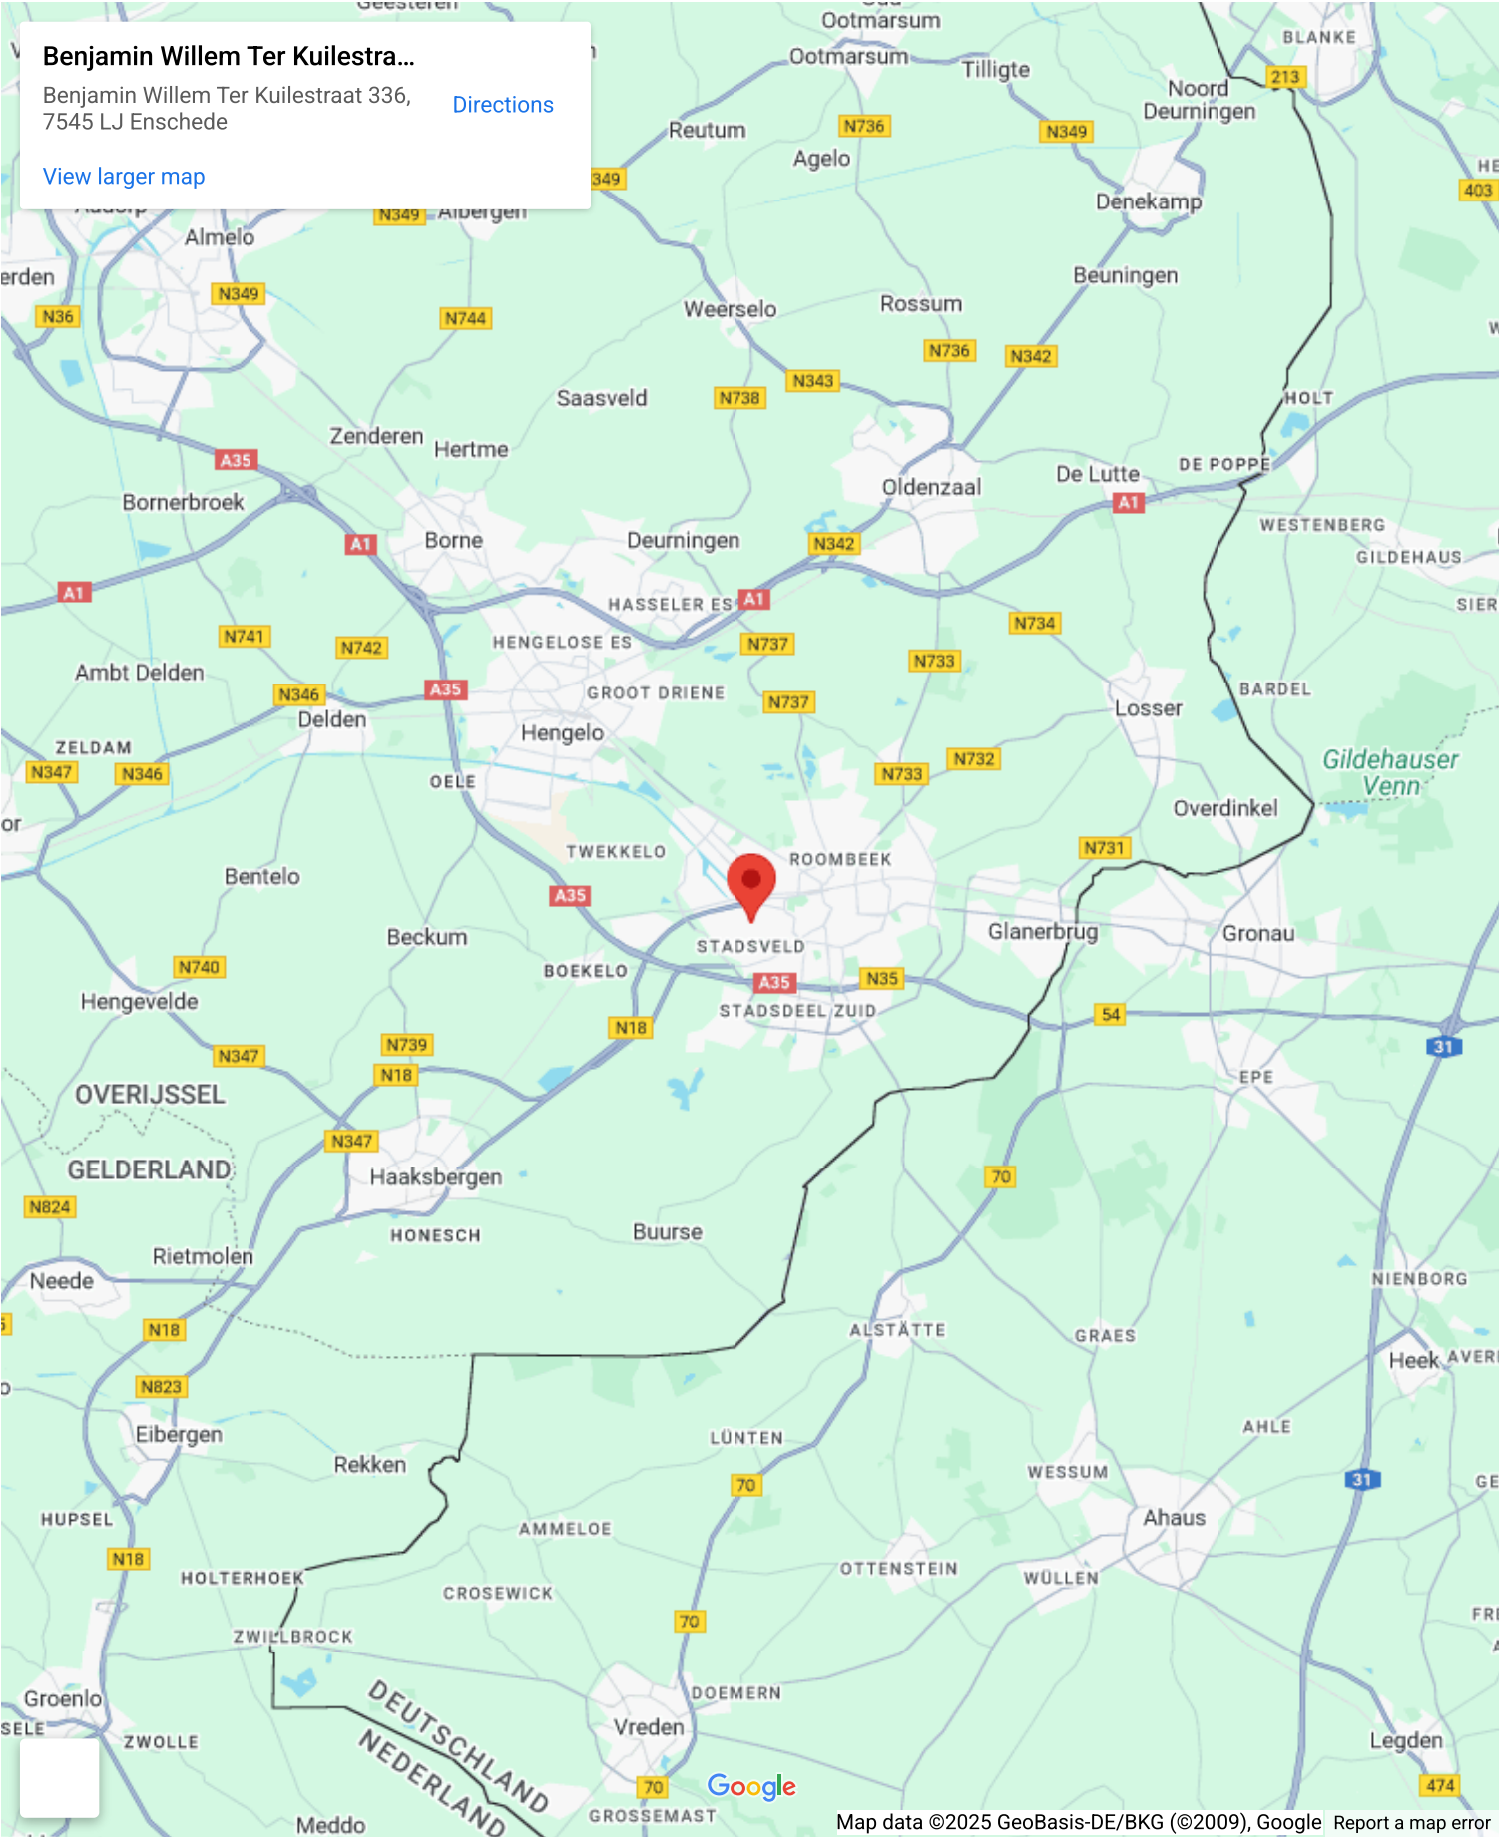 Geesteren
Ootmarsum
BLANKE
Benjamin Willem Ter Kuilestra...
Benjamin Willem Ter Kuilestraat 336,
7545 LJ Enschede
Directions
View larger map
Ootmarsum
Tilligte
213
Noord
Deurningen
Reutum
N736
N349
Agelo
349
403
Denekamp
N349
Albergen
Almelo
erden
Beuningen
N349
N36
N744
Weerselo
Rossum
N736
N342
N343
N738
Saasveld
HOLT
Zenderen
Hertme
A35
DE POPPE
De Lutte
Oldenzaal
A1
Bornerbroek
WESTENBERG
GILDEHAUS
Borne
Deurningen
N342
A1
A1
HASSELER ES
A1
SIER
N734
N741
N742
HENGELOSE ES
N737
N733
Ambt Delden
A35
GROOT DRIENE
BARDEL
N346
N737
Losser
Delden
Hengelo
ZELDAM
N347
N346
OELE
N733
N732
Gildehauser
Venn
Overdinkel
or
TWEKKELO
ROOMBEEK
N731
Bentelo
A35
Beckum
STADSVELD
Glanerbrug
Gronau
BOEKELO
N740
A35
N35
Hengevelde
STADSDEEL ZUID
54
N18
N739
31
N347
N18
EPE
OVERIJSSEL
N347
GELDERLAND
Haaksbergen
70
N824
HONESCH
Buurse
Rietmolen
Neede
NIENBORG
N18
ALSTÄTTE
GRAES
Heek
AVER
N823
Eibergen
LÜNTEN
AHLE
Rekken
WESSUM
70
31
GE
HUPSEL
AMMELOE
Ahaus
N18
HOLTERHOEK
OTTENSTEIN
WÜLLEN
CROSEWICK
70
FRE
ZWILLBROCK
DOEMERN
Groenlo
DEUTSCHLAND
Vreden
SELE
ZWOLLE
NEDERLAND
Legden
70
Google
474
GROSSEMAST
Meddo
Map data ©2025 GeoBasis-DE/BKG (©2009), Google
Report a map error